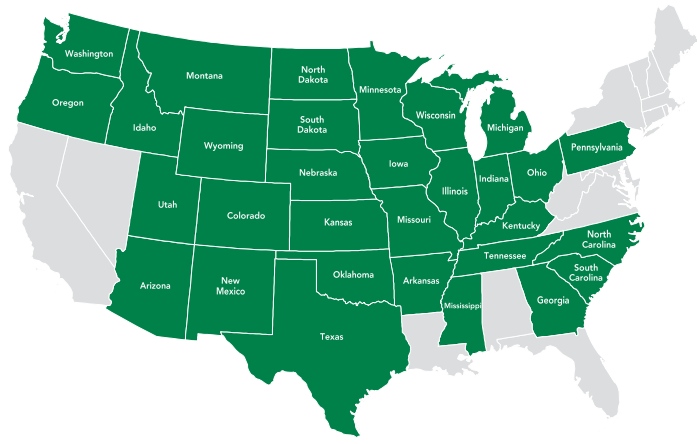 Washington
Montana
North
Dakota
Minnesota
Oregon
Idaho
Wyoming
South
Dakota
Wisconsin
Michigan
Pennsylvania
Nebraska
Iowa
Illinois
Indiana
Ohio
Utah
Colorado
Kansas
Missouri
Kentucky
North
Carolina
Tennessee
Arizona
New
Mexico
Oklahoma
Arkansas
South
Carolina
Mississippi
Georgia
Texas